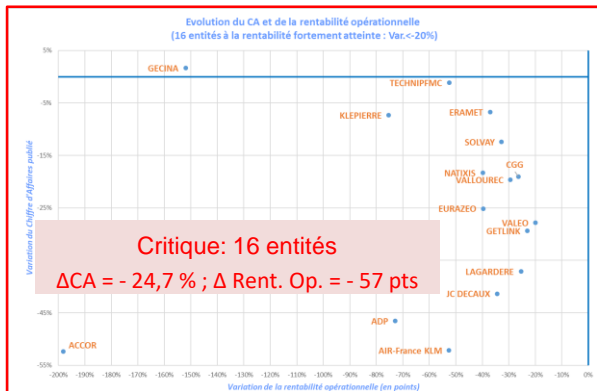 Evolution du CA et de la rentabilité opérationnelle
(16 entités à la rentabilité fortement atteinte : Var.<-20%)
Variation du Chiffre d'Affaires publié
5%
-5%
-15%
-25%
-45%
-55%
GECINA
TECHNIPFMC
KLEPIERRE
ERAMET
SOLVAY
CGG
NATIXIS
VALLOUREC
EURAZEO
VALEO
GETLINK
Critique: 16 entités
ΔCA = - 24,7 % ; Δ Rent. Op. = - 57 pts
LAGARDERE
JC DECAUX
ADP
ACCOR
AIR-France KLM
-200% -190% -180% -170% -160% -150% -140% -130% -120% -110% -100% -90% -80% -70% -60% -50% -40% -30% -20% -10% 0%
Variation de la rentabilité opérationnelle (en points)